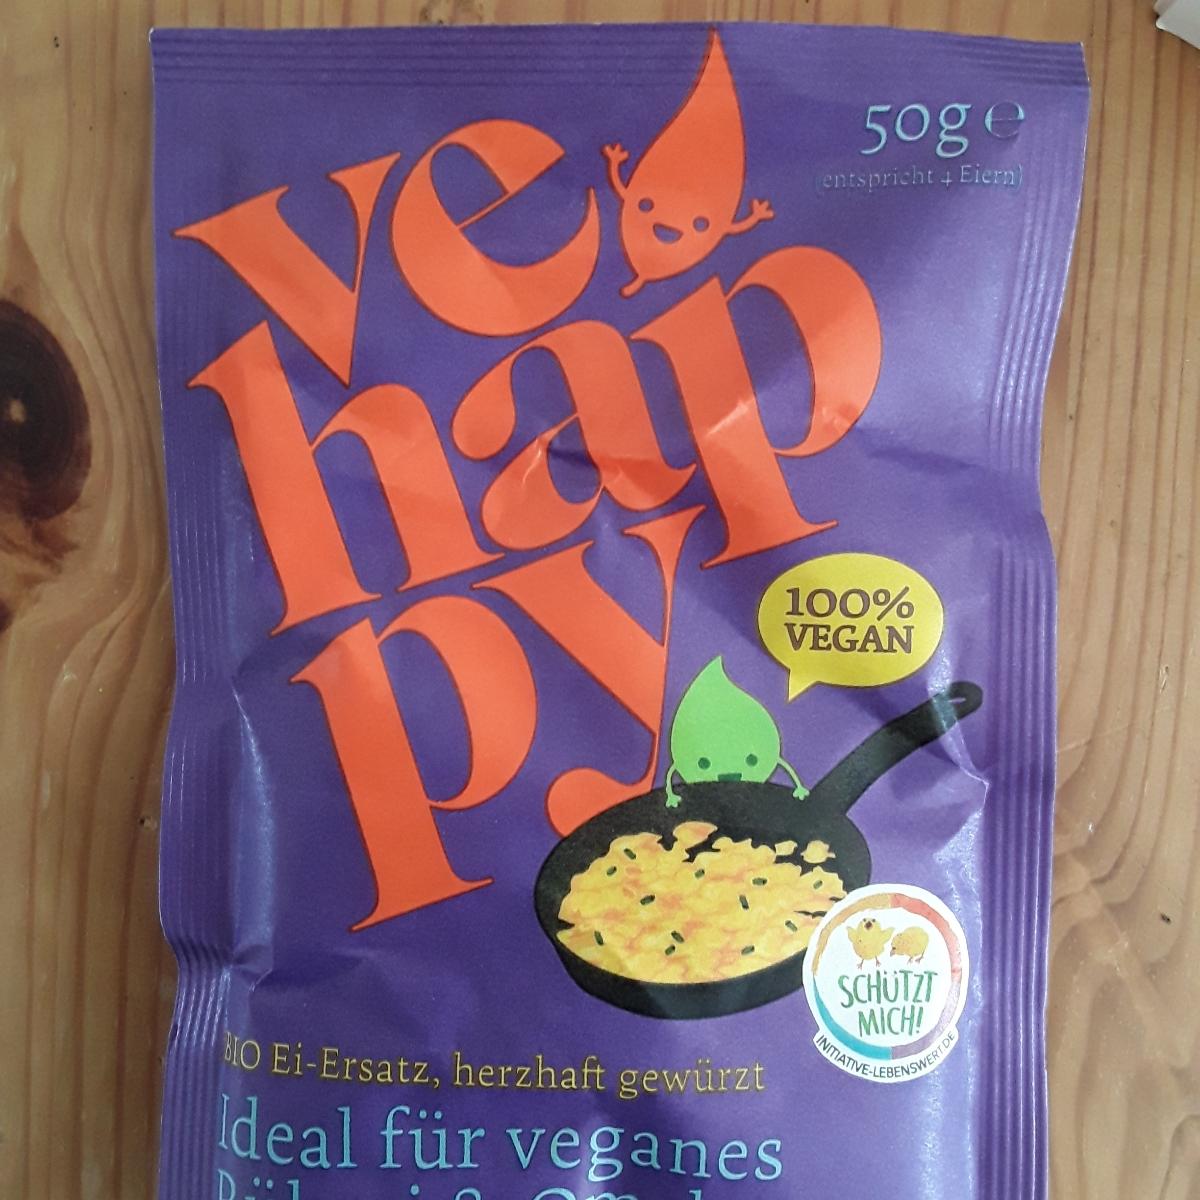 50g e
(entspricht 4 Eiern)
ve
hap
py
100%
VEGAN
SCHÜTZT
MICH!
INITIATIVE-LEBENSWERT.DE
BIO Ei-Ersatz, herzhaft gewürzt
Ideal für veganes